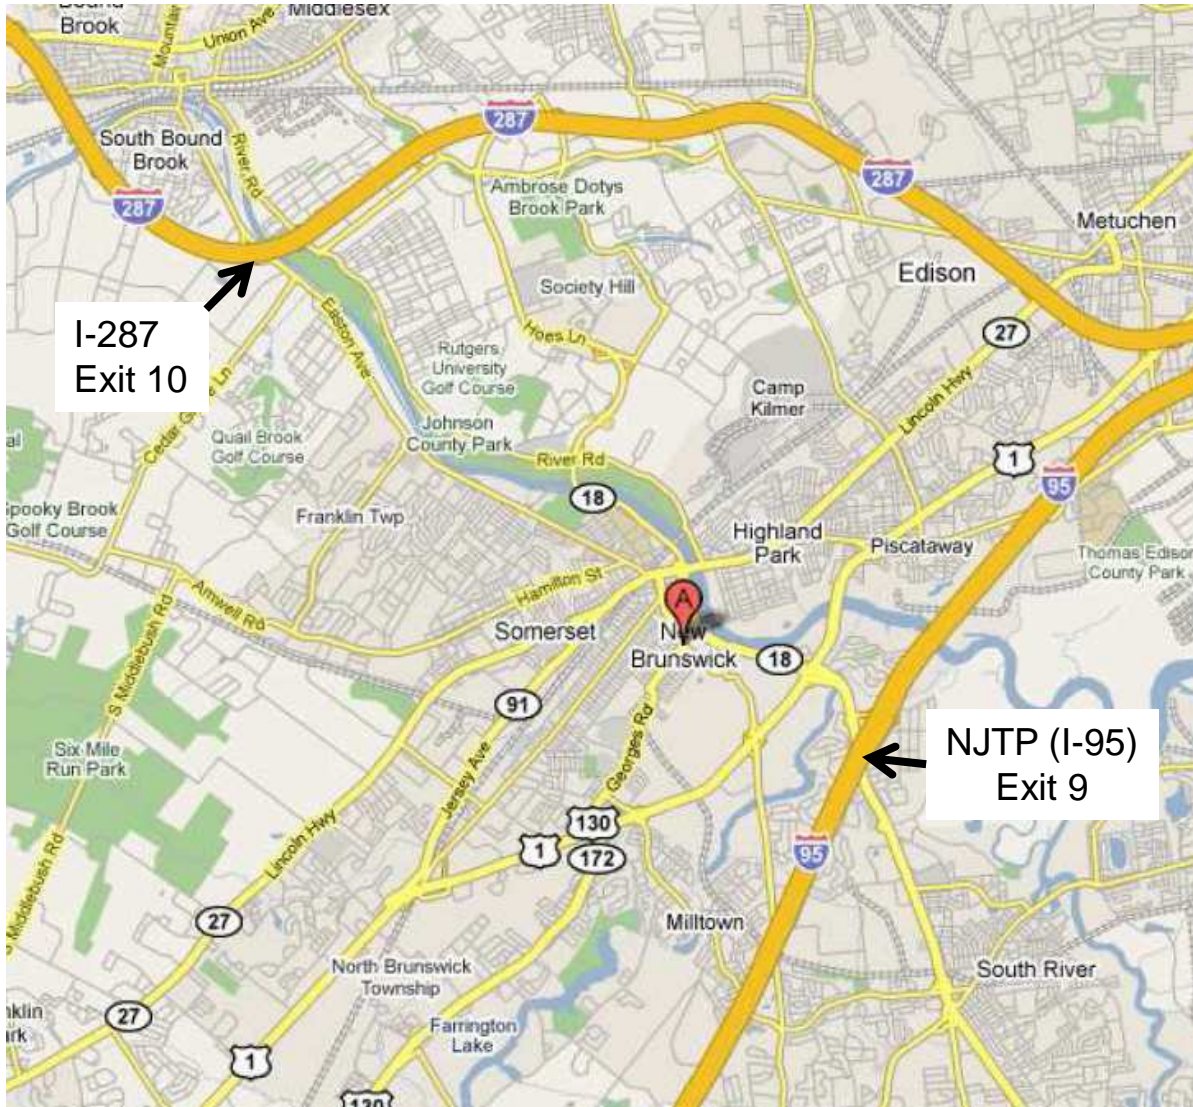 Bound
Brook
Middlesex
Union Ave
Mountain
287
South Bound
Brook
River Rd
287
287
Ambrose Dotys
Brook Park
Metuchen
Edison
Society Hill
I-287
Exit 10
Easton Ave
Hoes Ln
27
Rutgers
University
Golf Course
Camp
Kilmer
Lincoln Hwy
Johnson
County Park
Quail Brook
Golf Course
River Rd
1
95
18
Spooky Brook
Golf Course
Franklin Twp
Highland
Park
Piscataway
Thomas Edison
County Park
Hamilton St
Amwell Rd
A
Somerset
New
Brunswick
18
S Middlebush Rd
91
Georges Rd
Six Mile
Run Park
Jersey Ave
NJTP (I-95)
Exit 9
130
1
172
95
Lincoln Hwy
S Middlebush Rd
27
Milltown
North Brunswick
Township
South River
27
Farrington
Lake
1
130